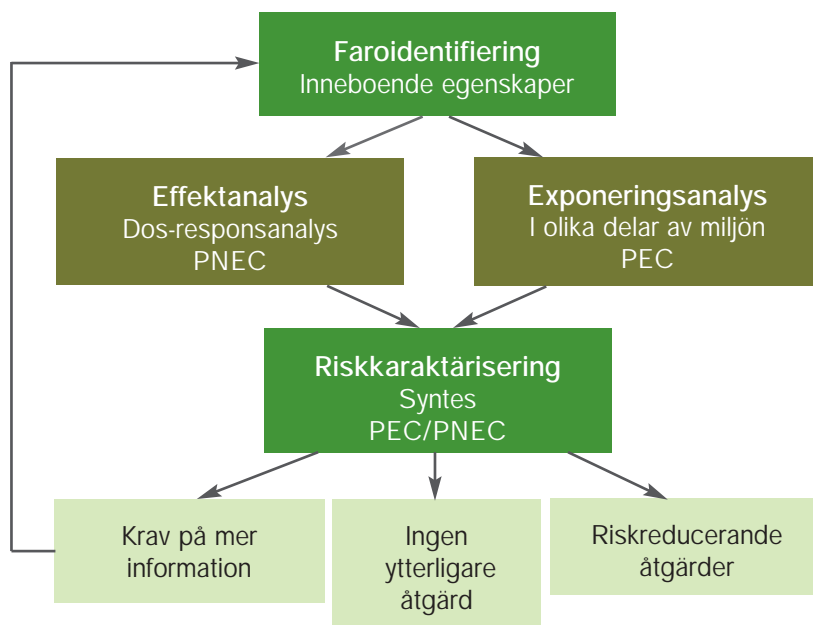 Faroidentifiering
Inneboende egenskaper
Effektanalys
Dos-responsanalys
PNEC
Exponeringsanalys
I olika delar av miljön
PEC
Riskkaraktärisering
Syntes
PEC/PNEC
Krav på mer
information
Ingen
ytterligare
åtgärd
Riskreducerande
åtgärder